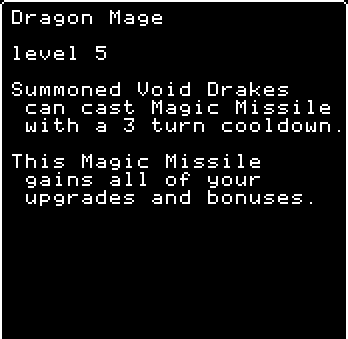 Dragon Mage
level 5
Summoned Void Drakes
can cast Magic Missile
with a 3 turn cooldown.
This Magic Missile
gains all of your
upgrades and bonuses.